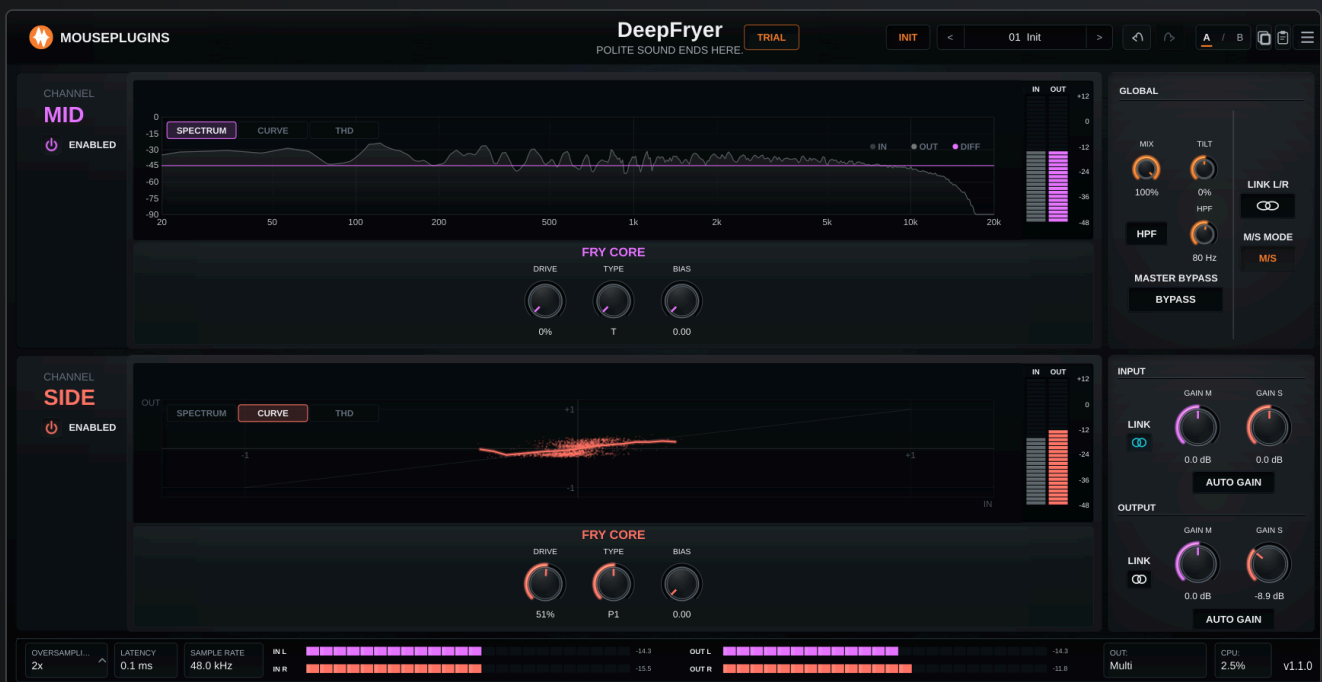 MOUSEPLUGINS
DeepFryer
POLITE SOUND ENDS HERE.
TRIAL
INIT
< 01 Init >
A / B
CHANNEL
MID
ENABLED
SPECTRUM CURVE THD
IN OUT DIFF
0
-15
-30
-45
-60
-75
-90
20 50 100 200 500 1k 2k 5k 10k 20k
IN OUT
+12
0
-12
-24
-36
-48
FRY CORE
DRIVE TYPE BIAS
0% T 0.00
GLOBAL
MIX TILT
100% 0%
HPF
HPF
80 Hz
LINK L/R
M/S MODE
M/S
MASTER BYPASS
BYPASS
CHANNEL
SIDE
ENABLED
OUT
SPECTRUM CURVE THD
+1
-1 +1
-1
IN
IN OUT
+12
0
-12
-24
-36
-48
FRY CORE
DRIVE TYPE BIAS
51% P1 0.00
INPUT
GAIN M GAIN S
LINK
0.0 dB 0.0 dB
AUTO GAIN
OUTPUT
GAIN M GAIN S
LINK
0.0 dB -8.9 dB
AUTO GAIN
OVERSAMPLI...
2x
LATENCY
0.1 ms
SAMPLE RATE
48.0 kHz
IN L -14.3
IN R -15.5
OUT L -14.3
OUT R -11.8
OUT:
Multi
CPU:
2.5%
v1.1.0